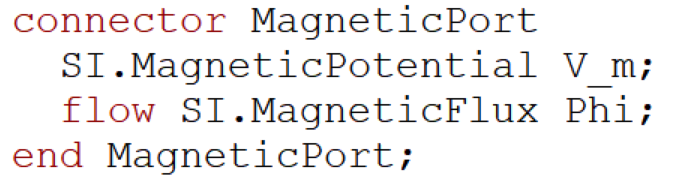 connector MagneticPort
SI.MagneticPotential V_m;
flow SI.MagneticFlux Phi;
end MagneticPort;